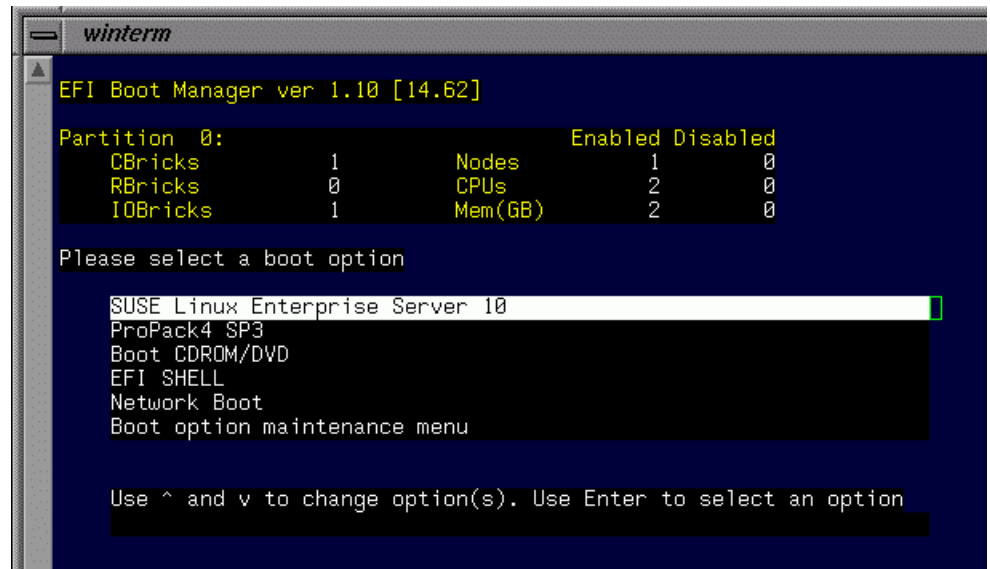 winterm
EFI Boot Manager ver 1.10 [14.62]
Partition 0: Enabled Disabled
CBricks 1 Nodes 1 0
RBricks 0 CPUs 2 0
IOBricks 1 Mem(GB) 2 0
Please select a boot option
SUSE Linux Enterprise Server 10
ProPack4 SP3
Boot CDROM/DVD
EFI SHELL
Network Boot
Boot option maintenance menu
Use ^ and v to change option(s). Use Enter to select an option